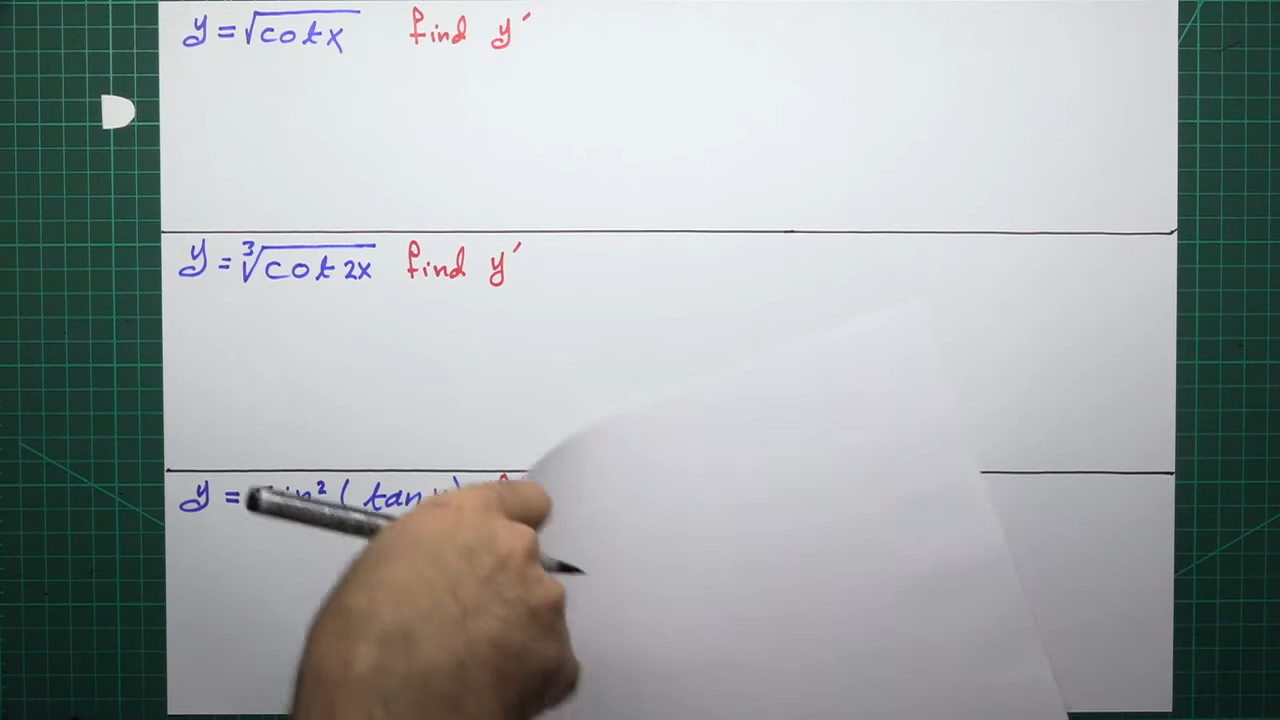 y = √cot x find y′
y = ∛cot 2x find y′
y =